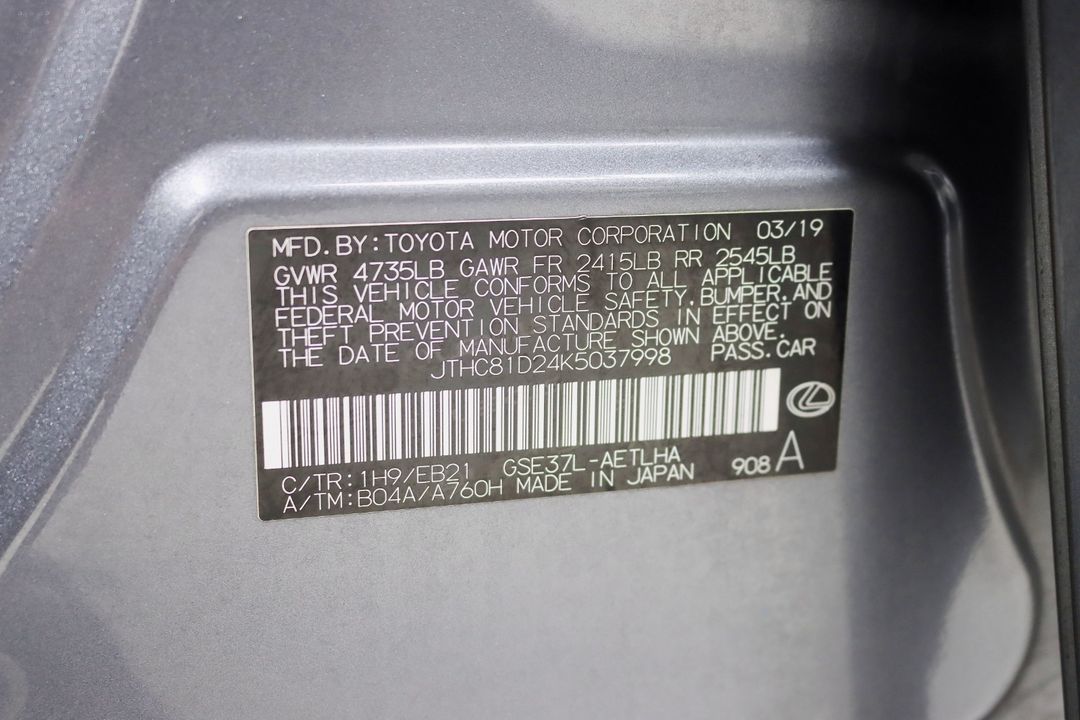 MFD.BY:TOYOTA MOTOR CORPORATION 03/19
GVWR 4735LB GAWR FR 2415LB RR 2545LB
THIS VEHICLE CONFORMS TO ALL APPLICABLE
FEDERAL MOTOR VEHICLE SAFETY,BUMPER,AND
THEFT PREVENTION STANDARDS IN EFFECT ON
THE DATE OF MANUFACTURE SHOWN ABOVE.
JTHC81D24K5037998 PASS.CAR
C/TR:1H9/EB21 GSE37L-AETLHA
A/TM:B04A/A760H MADE IN JAPAN 908 A